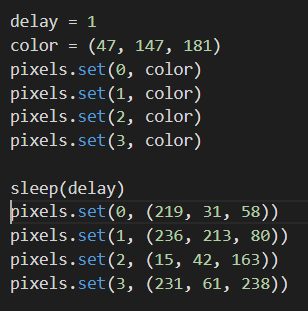 delay = 1
color = (47, 147, 181)
pixels.set(0, color)
pixels.set(1, color)
pixels.set(2, color)
pixels.set(3, color)

sleep(delay)
pixels.set(0, (219, 31, 58))
pixels.set(1, (236, 213, 80))
pixels.set(2, (15, 42, 163))
pixels.set(3, (231, 61, 238))